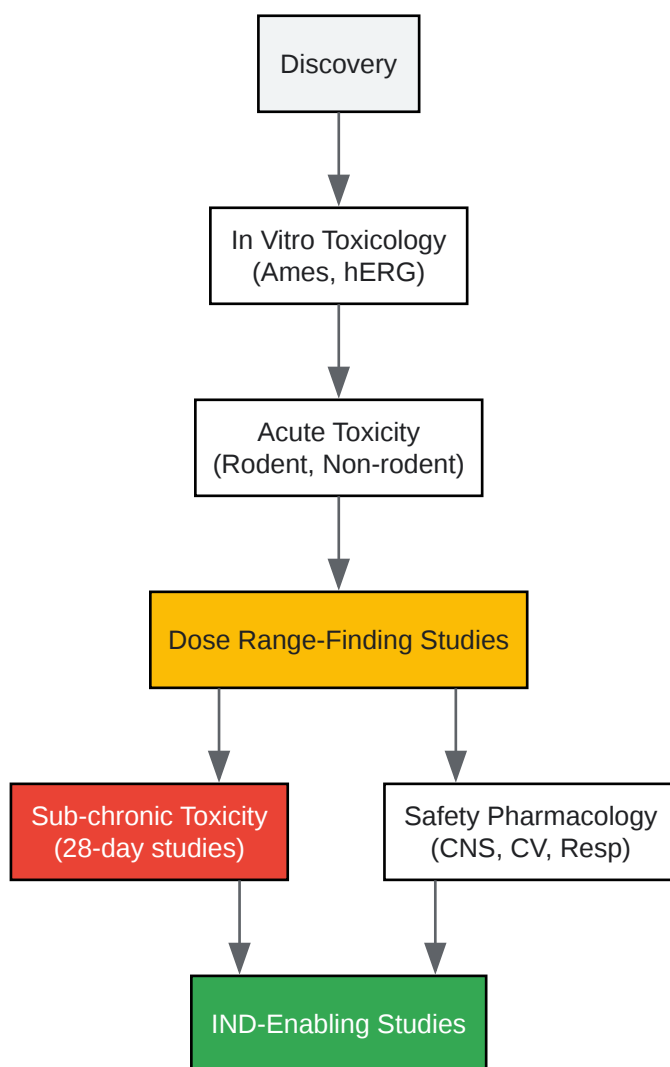 Discovery
In Vitro Toxicology
(Ames, hERG)
Acute Toxicity
(Rodent, Non-rodent)
Dose Range-Finding Studies
Sub-chronic Toxicity
(28-day studies)
Safety Pharmacology
(CNS, CV, Resp)
IND-Enabling Studies